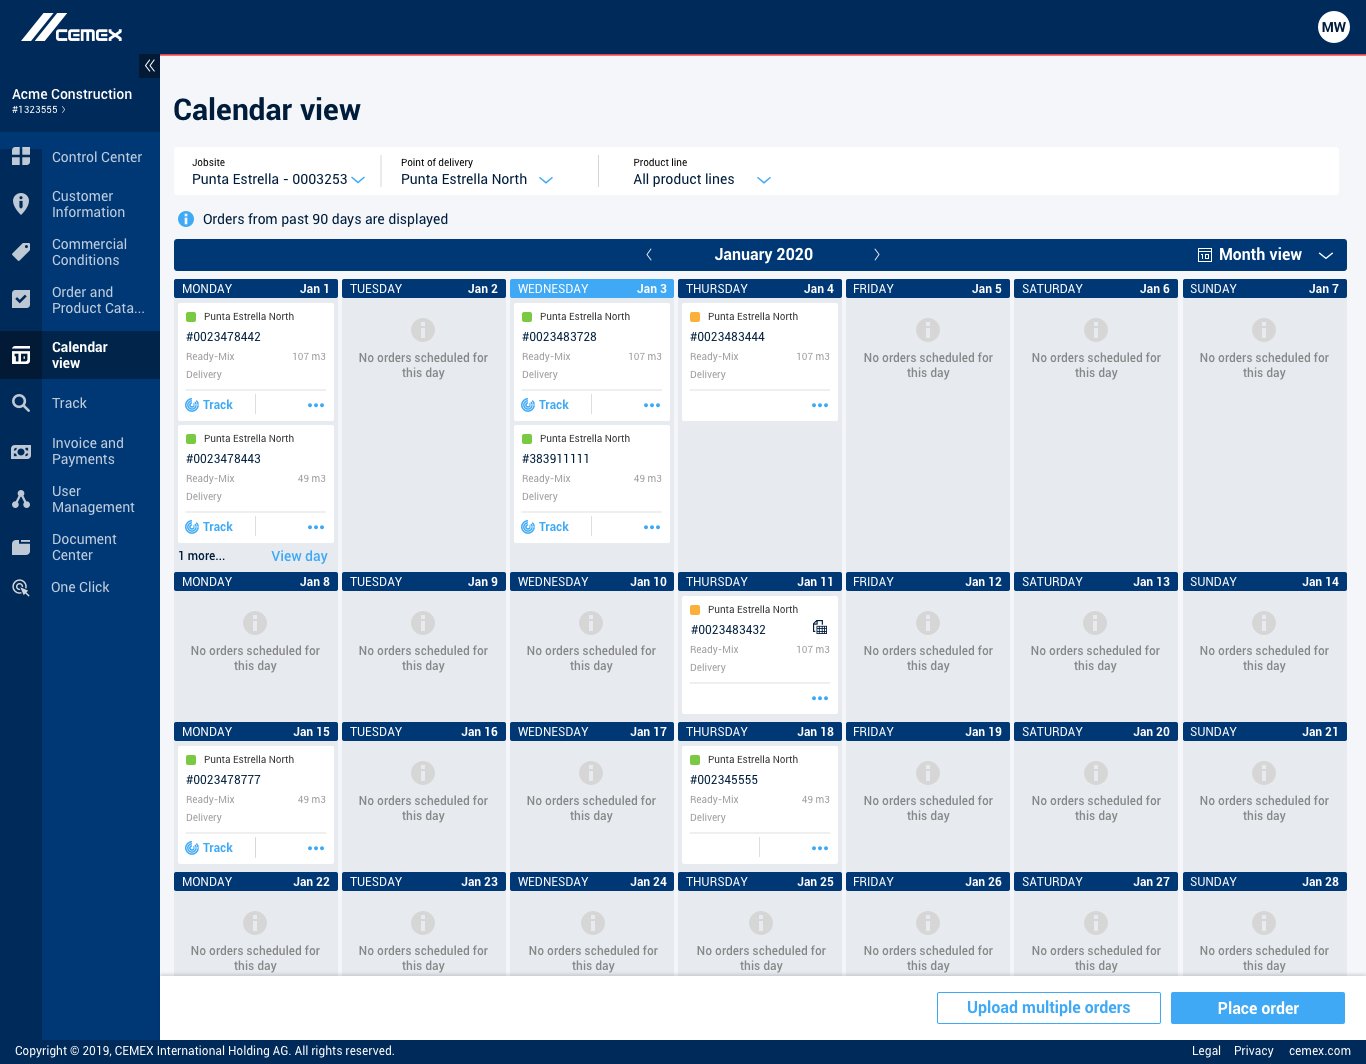 CEMEX
MW
Acme Construction
#1323555 >
Control Center
Customer
Information
Commercial
Conditions
Order and
Product Cata...
Calendar
view
Track
Invoice and
Payments
User
Management
Document
Center
One Click
Calendar view
Jobsite
Punta Estrella - 0003253
Point of delivery
Punta Estrella North
Product line
All product lines
Orders from past 90 days are displayed
January 2020
10 Month view
MONDAY Jan 1
TUESDAY Jan 2
WEDNESDAY Jan 3
THURSDAY Jan 4
FRIDAY Jan 5
SATURDAY Jan 6
SUNDAY Jan 7
Punta Estrella North
#0023478442
Ready-Mix 107 m3
Delivery
Track
Punta Estrella North
#0023478443
Ready-Mix 49 m3
Delivery
Track
1 more... View day
No orders scheduled for
this day
Punta Estrella North
#0023483728
Ready-Mix 107 m3
Delivery
Track
Punta Estrella North
#383911111
Ready-Mix 49 m3
Delivery
Track
Punta Estrella North
#0023483444
Ready-Mix 107 m3
Delivery
No orders scheduled for
this day
No orders scheduled for
this day
No orders scheduled for
this day
MONDAY Jan 8
TUESDAY Jan 9
WEDNESDAY Jan 10
THURSDAY Jan 11
FRIDAY Jan 12
SATURDAY Jan 13
SUNDAY Jan 14
No orders scheduled for
this day
No orders scheduled for
this day
No orders scheduled for
this day
Punta Estrella North
#0023483432
Ready-Mix 107 m3
Delivery
No orders scheduled for
this day
No orders scheduled for
this day
No orders scheduled for
this day
MONDAY Jan 15
TUESDAY Jan 16
WEDNESDAY Jan 17
THURSDAY Jan 18
FRIDAY Jan 19
SATURDAY Jan 20
SUNDAY Jan 21
Punta Estrella North
#0023478777
Ready-Mix 49 m3
Delivery
Track
No orders scheduled for
this day
No orders scheduled for
this day
Punta Estrella North
#002345555
Ready-Mix 49 m3
Delivery
No orders scheduled for
this day
No orders scheduled for
this day
No orders scheduled for
this day
MONDAY Jan 22
TUESDAY Jan 23
WEDNESDAY Jan 24
THURSDAY Jan 25
FRIDAY Jan 26
SATURDAY Jan 27
SUNDAY Jan 28
No orders scheduled for
this day
No orders scheduled for
this day
No orders scheduled for
this day
No orders scheduled for
this day
No orders scheduled for
this day
No orders scheduled for
this day
No orders scheduled for
this day
Upload multiple orders
Place order
Copyright © 2019, CEMEX International Holding AG. All rights reserved.
Legal Privacy cemex.com